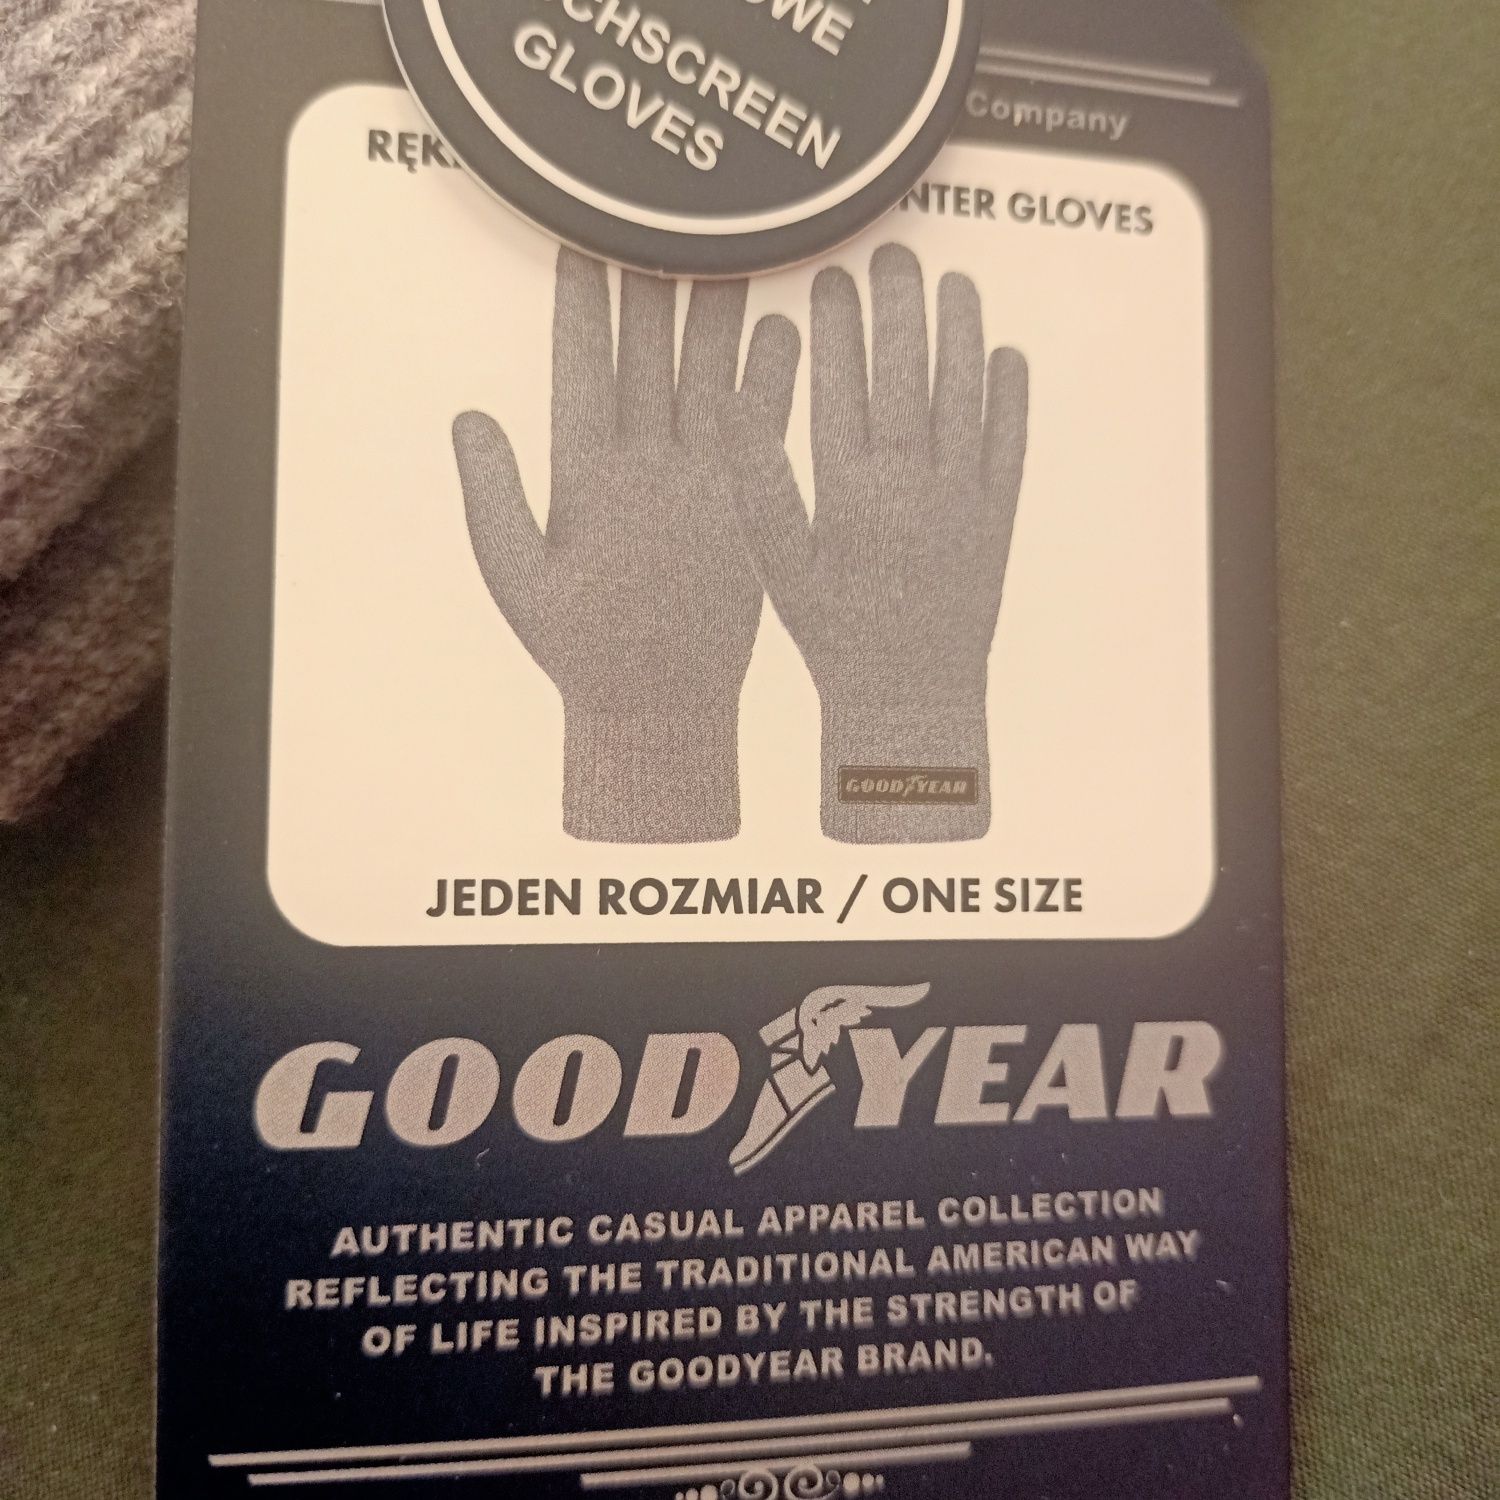 GLOVES
Company
GLOVES
GOODYEAR
JEDEN ROZMIAR / ONE SIZE
GOODYEAR
AUTHENTIC CASUAL APPAREL COLLECTION
REFLECTING THE TRADITIONAL AMERICAN WAY
OF LIFE INSPIRED BY THE STRENGTH OF
THE GOODYEAR BRAND.